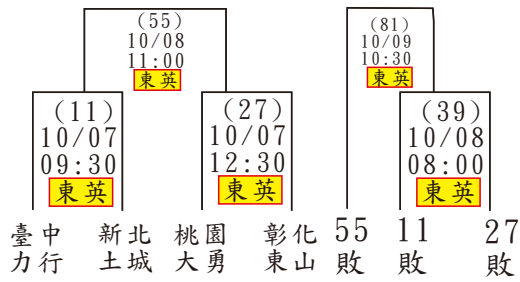 (55)
10/08
11:00
東英
(81)
10/09
10:30
東英
(11)
10/07
09:30
東英
(27)
10/07
12:30
東英
(39)
10/08
08:00
東英
臺中 新北 桃園 彰化 55 11 27
力行 土城 大勇 東山 敗 敗 敗